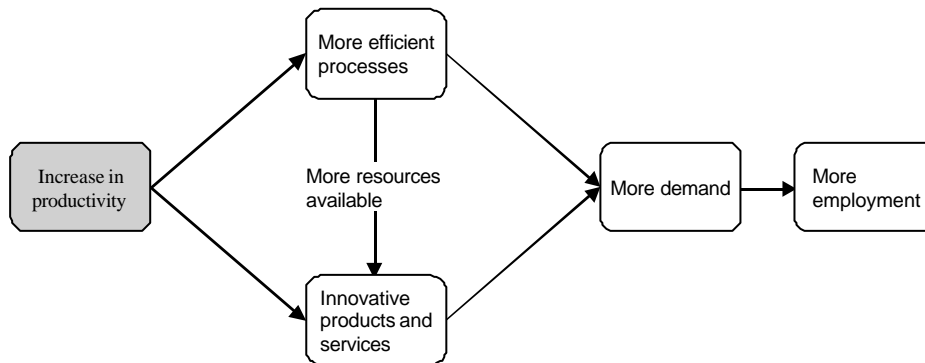 More efficient
processes
Increase in
productivity
More resources
available
More demand
More
employment
Innovative
products and
services